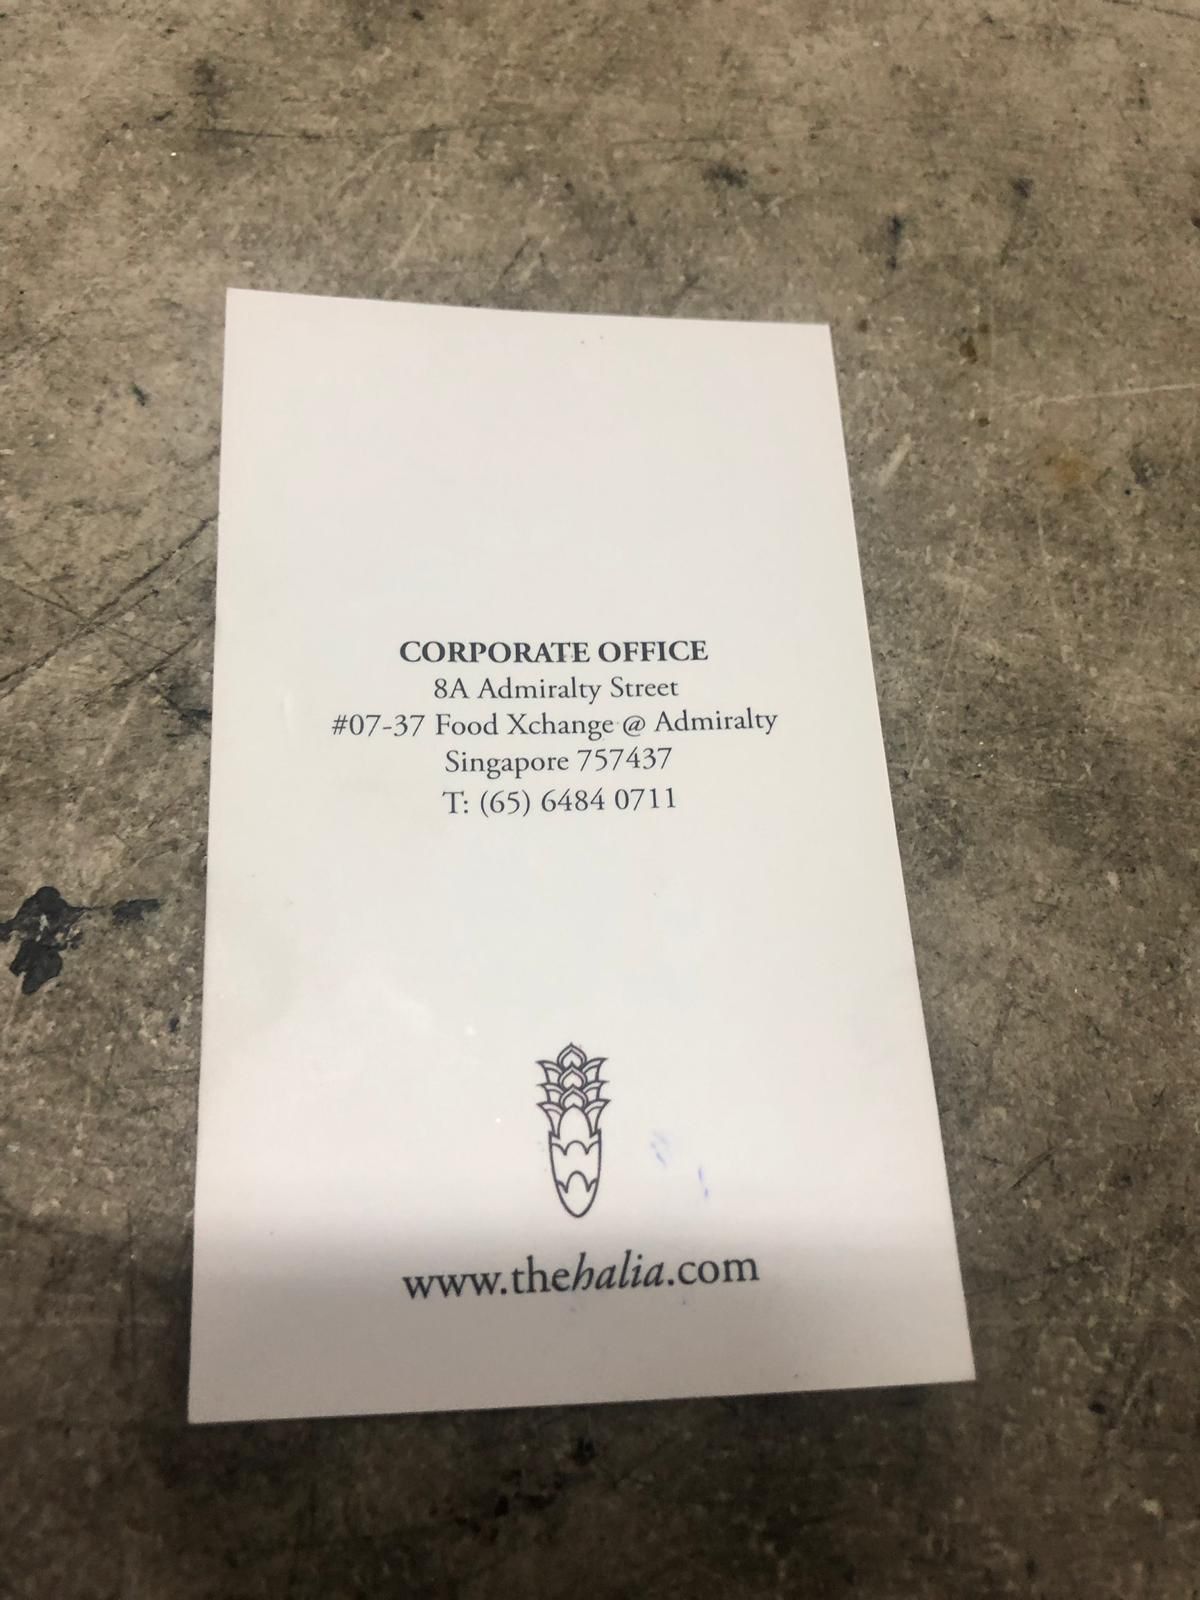 CORPORATE OFFICE
8A Admiralty Street
#07-37 Food Xchange @ Admiralty
Singapore 757437
T: (65) 6484 0711
www.thehalia.com